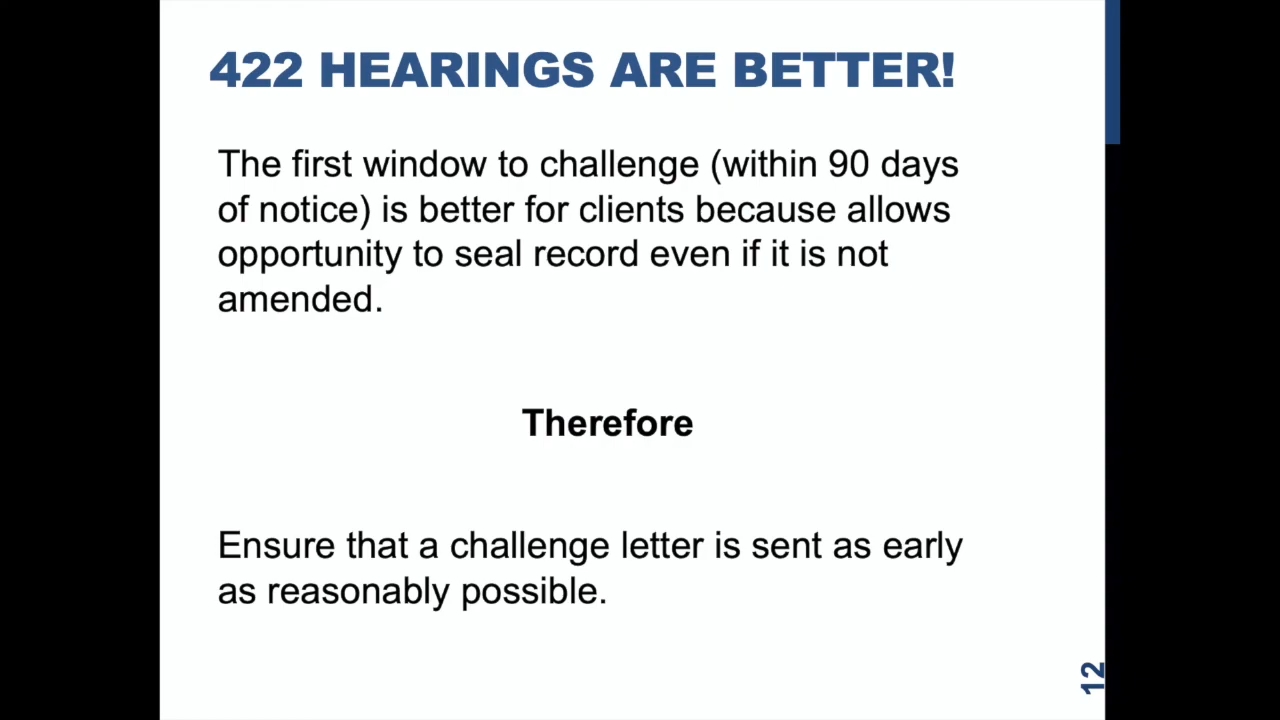 422 HEARINGS ARE BETTER!
The first window to challenge (within 90 days
of notice) is better for clients because allows
opportunity to seal record even if it is not
amended.
Therefore
Ensure that a challenge letter is sent as early
as reasonably possible.
12